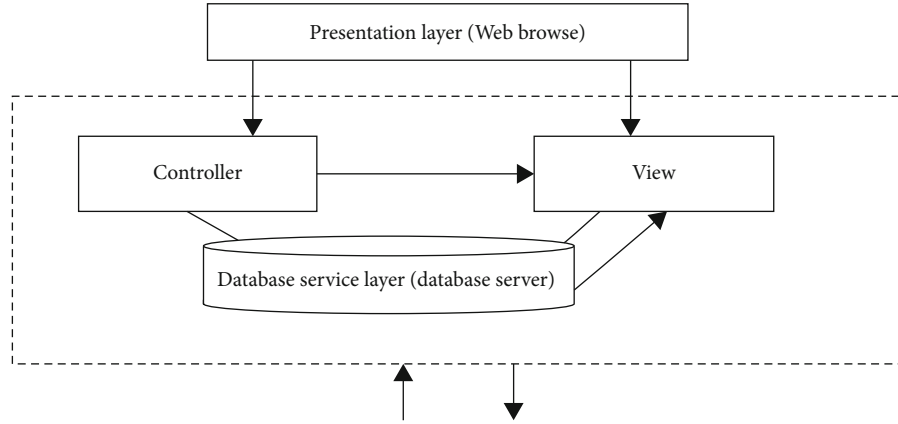 Presentation layer (Web browse)
Controller
View
Database service layer (database server)